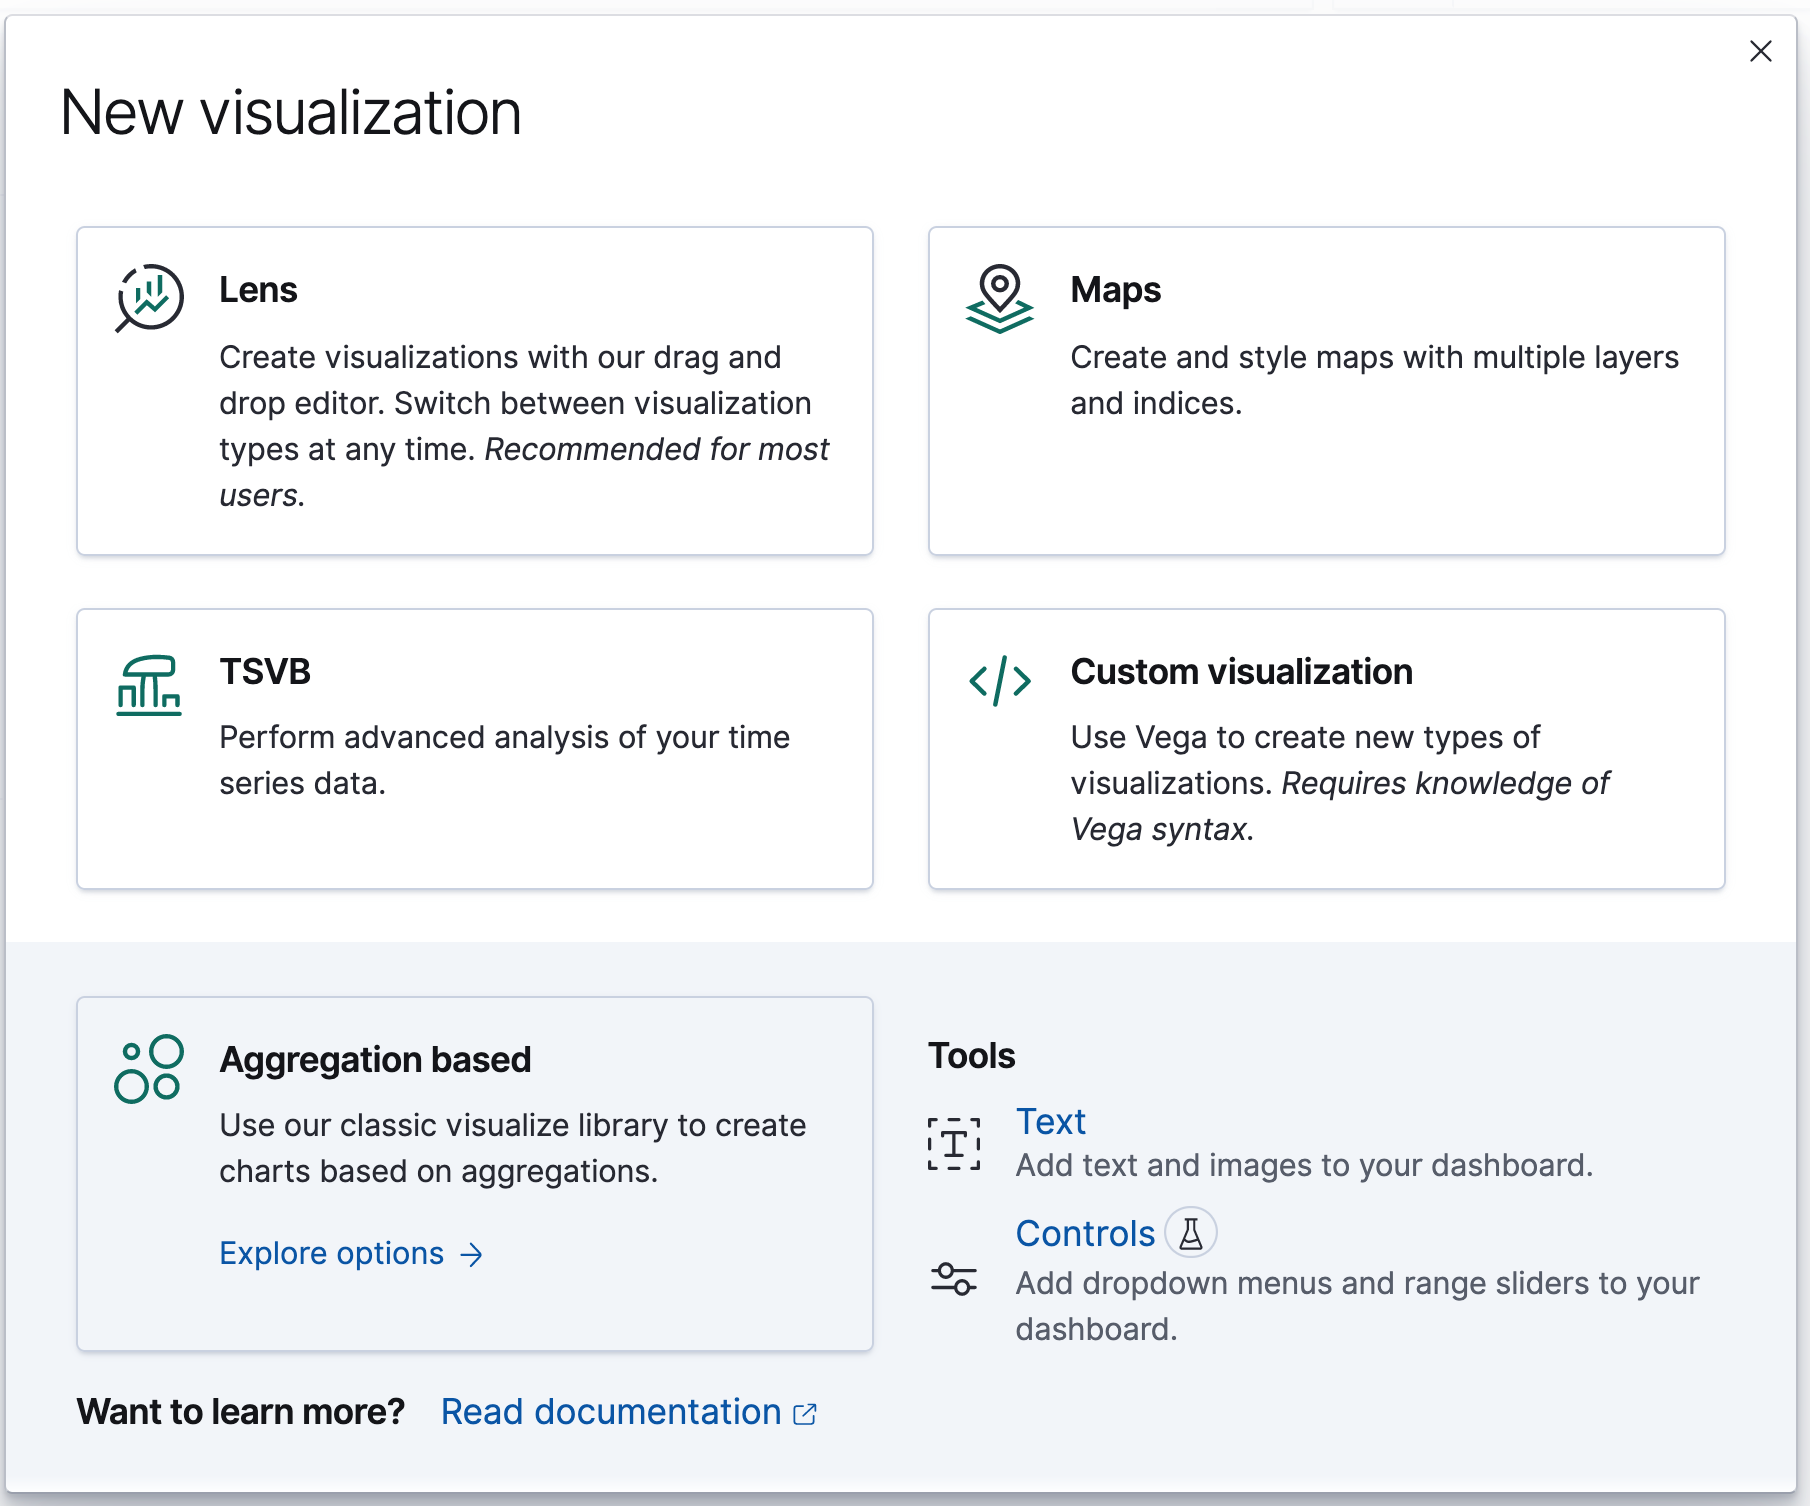 New visualization
Lens
Create visualizations with our drag and
drop editor. Switch between visualization
types at any time. Recommended for most
users.
Maps
Create and style maps with multiple layers
and indices.
TSVB
Perform advanced analysis of your time
series data.
Custom visualization
Use Vega to create new types of
visualizations. Requires knowledge of
Vega syntax.
Aggregation based
Use our classic visualize library to create
charts based on aggregations.
Explore options →
Tools
Text
Add text and images to your dashboard.
Controls
Add dropdown menus and range sliders to your
dashboard.
Want to learn more? Read documentation